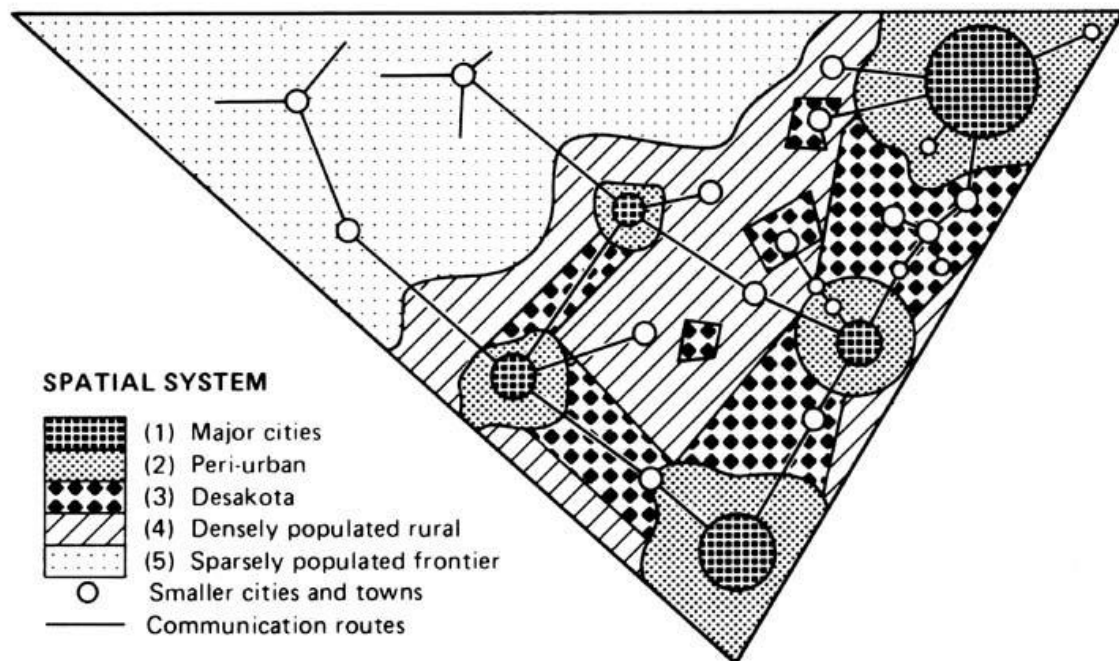 SPATIAL SYSTEM
(1) Major cities
(2) Peri-urban
(3) Desakota
(4) Densely populated rural
(5) Sparsely populated frontier
Smaller cities and towns
Communication routes